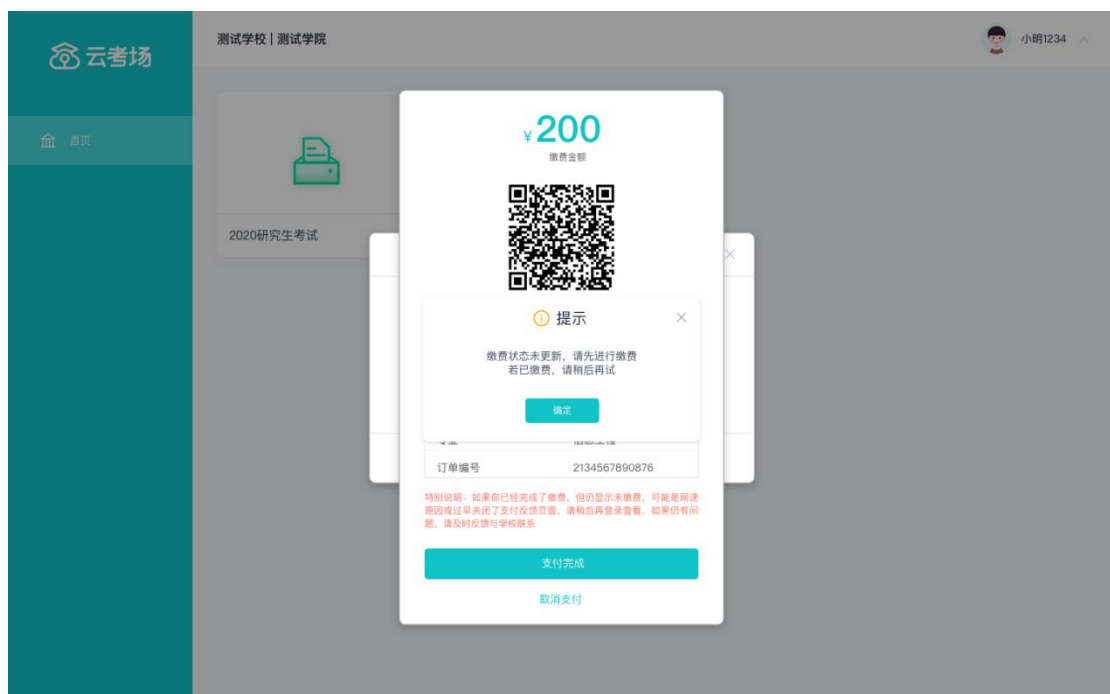 云考场
测试学校 | 测试学院
小明1234
首页
2020研究生考试
¥200
缴费金额
提示
缴费状态未更新，请先进行缴费
若已缴费，请稍后再试
确定
订单编号 2134567890876
特别说明：如果你已经完成了缴费，但仍显示未缴费，可能是网速
原因或过早关闭了支付反馈页面，请稍后再登录查看，如果仍有问
题，请及时反馈与学校联系
支付完成
取消支付